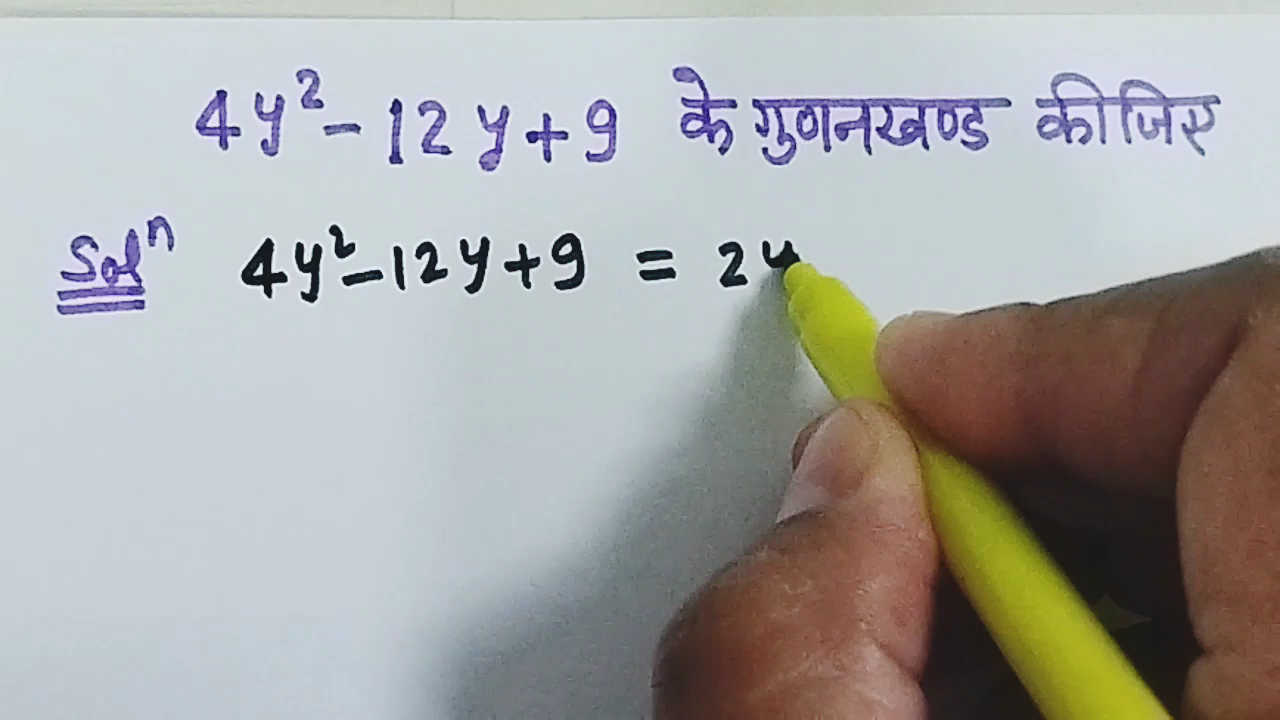 4y² - 12y + 9 के गुणनखण्ड कीजिए
Solⁿ 4y² - 12y + 9 = 2y